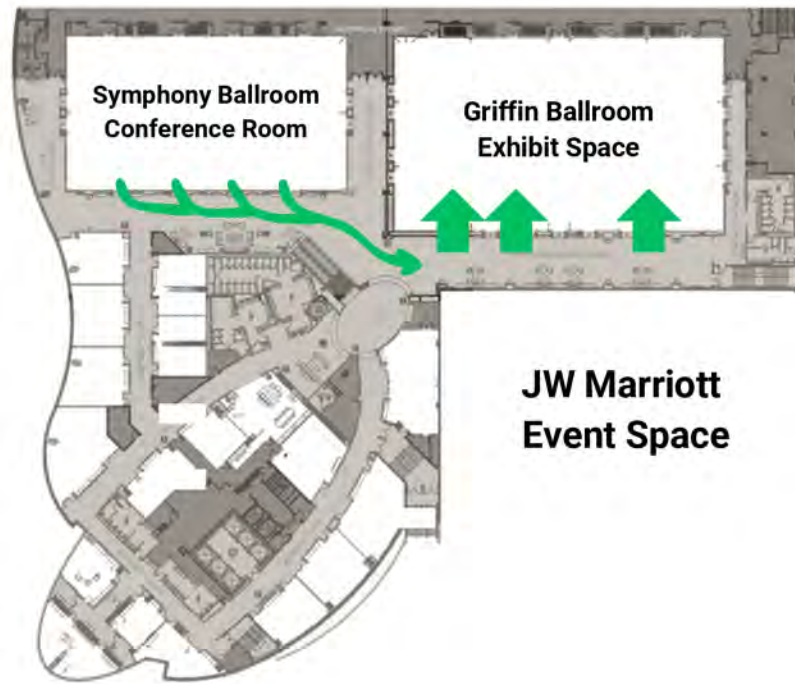 Symphony Ballroom
Conference Room
Griffin Ballroom
Exhibit Space
JW Marriott
Event Space